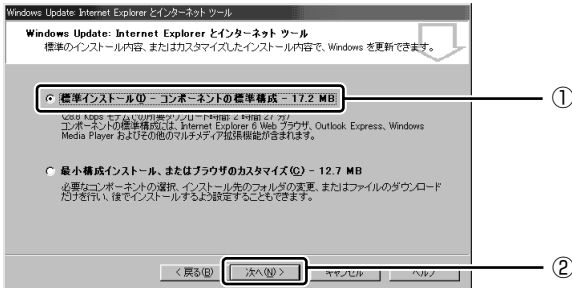 Windows Update: Internet Explorer とインターネット ツール
Windows Update: Internet Explorer とインターネット ツール
標準のインストール内容、またはカスタマイズしたインストール内容で、Windows を更新できます。
標準インストール(I) - コンポーネントの標準構成 - 17.2 MB
①
(28.8 Kbps モデムでの所要ダウンロード時間: 2 時間 27 分)
コンポーネントの標準構成には、Internet Explorer 6 Web ブラウザ、Outlook Express、Windows
Media Player およびその他のマルチメディア拡張機能が含まれます。
最小構成インストール、またはブラウザのカスタマイズ(C) - 12.7 MB
必要なコンポーネントの選択、インストール先のフォルダの変更、またはファイルのダウンロード
だけを行い、後でインストールするよう設定することもできます。
< 戻る(B) 次へ(N) > キャンセル ヘルプ
②